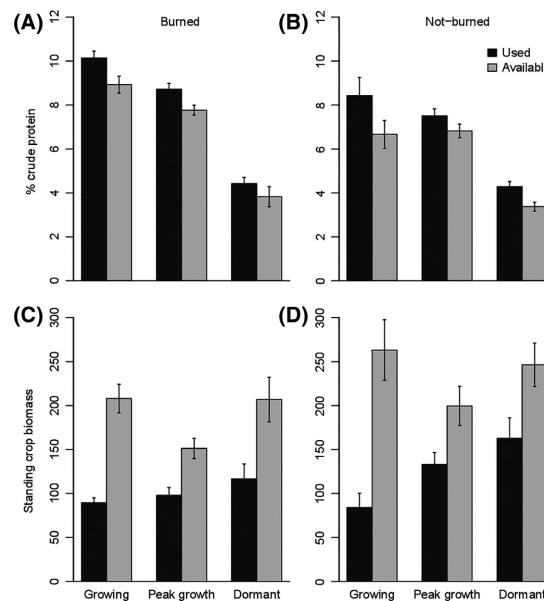 (A)
Burned
12
10
8
6
4
2
0
% crude protein
(B)
Not-burned
12
10
8
6
4
2
0
Used
Availabl
(C)
300
250
200
150
100
50
0
Standing crop biomass
Growing Peak growth Dormant
(D)
300
250
200
150
100
50
0
Growing Peak growth Dormant